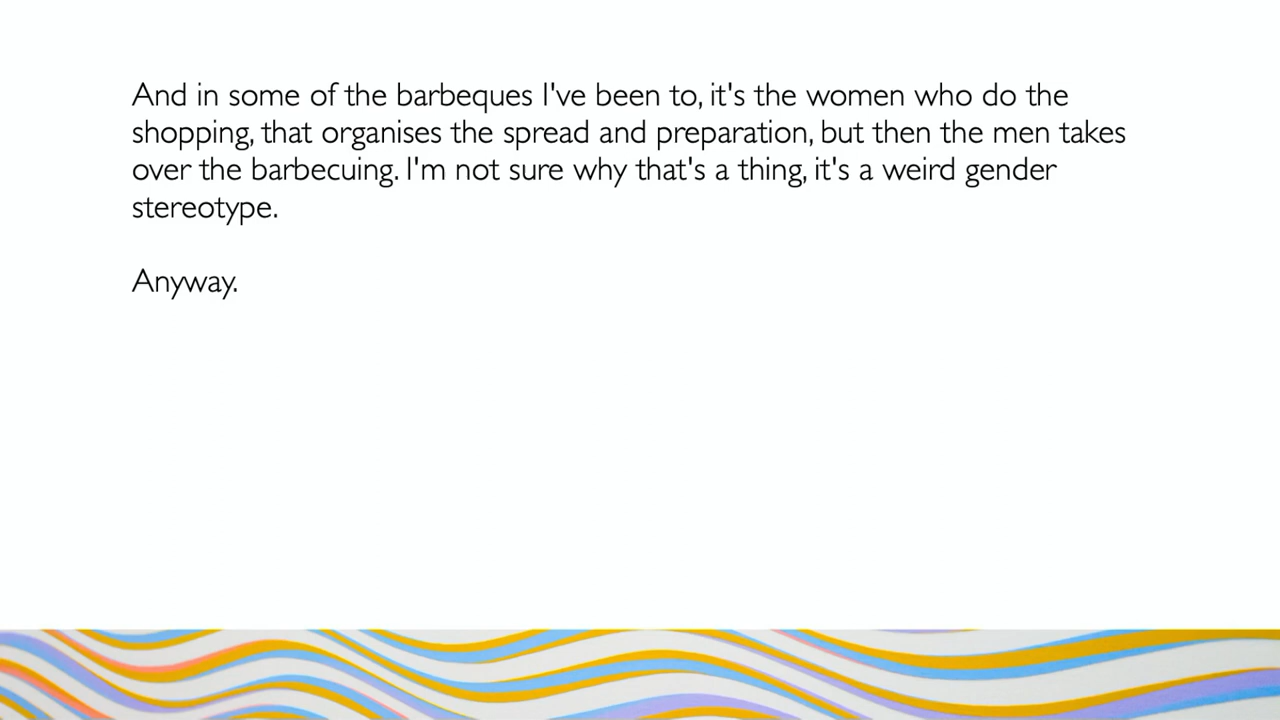 And in some of the barbeques I've been to, it's the women who do the
shopping, that organises the spread and preparation, but then the men takes
over the barbecuing. I'm not sure why that's a thing, it's a weird gender
stereotype.
Anyway.